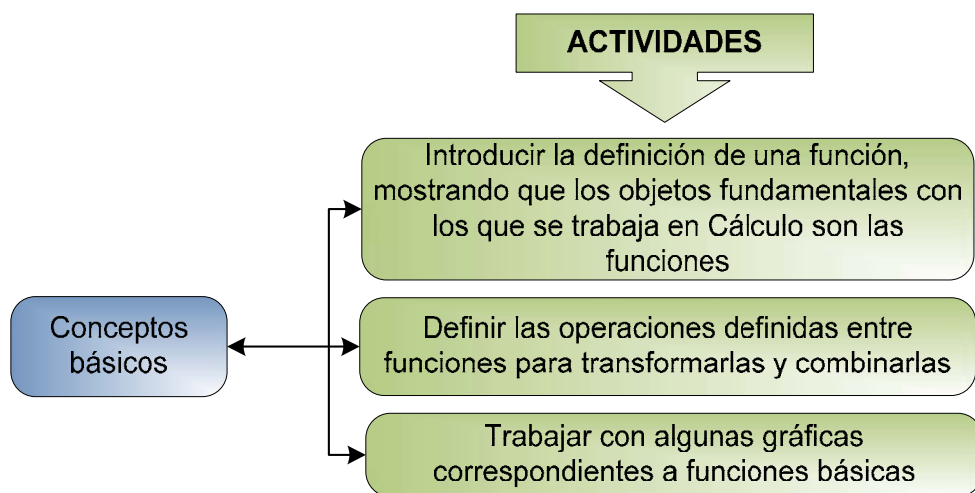 ACTIVIDADES
Introducir la definición de una función,
mostrando que los objetos fundamentales con
los que se trabaja en Cálculo son las
funciones
Conceptos
básicos
Definir las operaciones definidas entre
funciones para transformarlas y combinarlas
Trabajar con algunas gráficas
correspondientes a funciones básicas